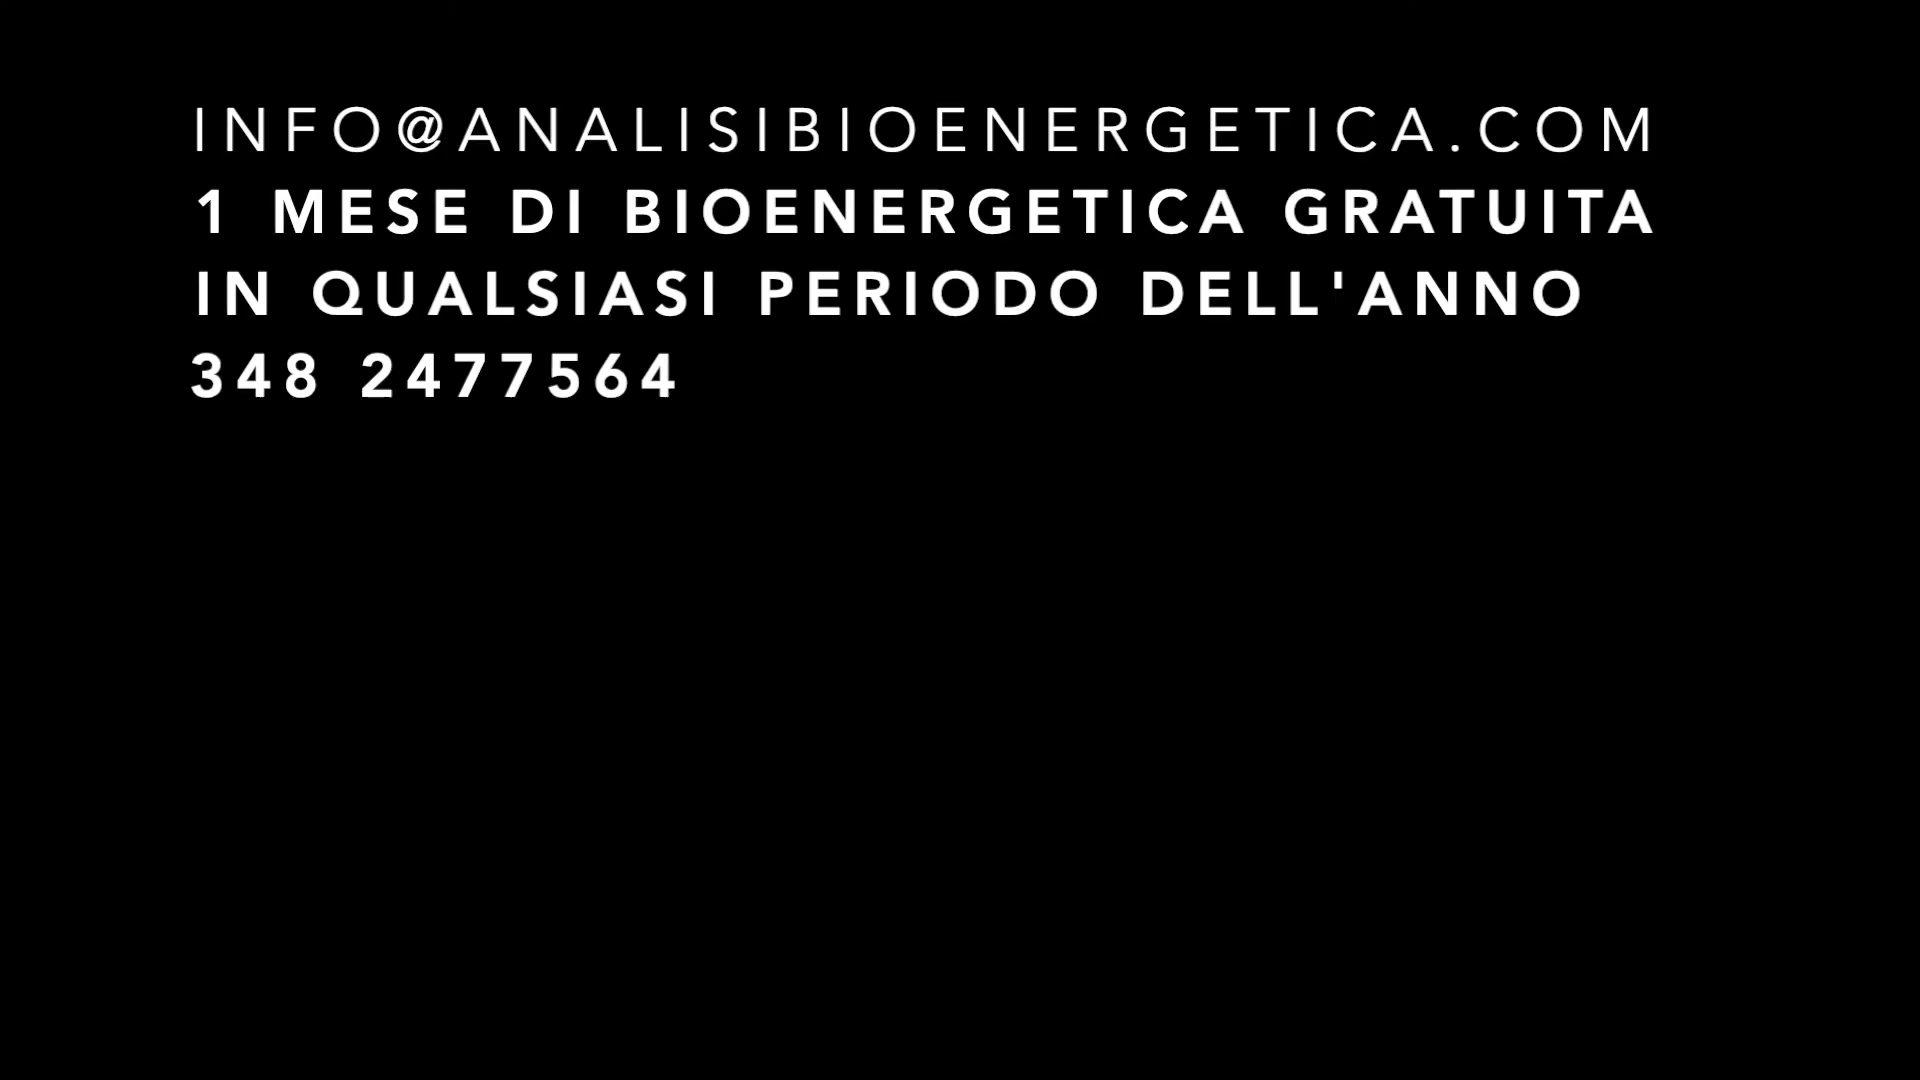 INFO@ANALISIBIOENERGETICA.COM
1 MESE DI BIOENERGETICA GRATUITA
IN QUALSIASI PERIODO DELL'ANNO
348 2477564